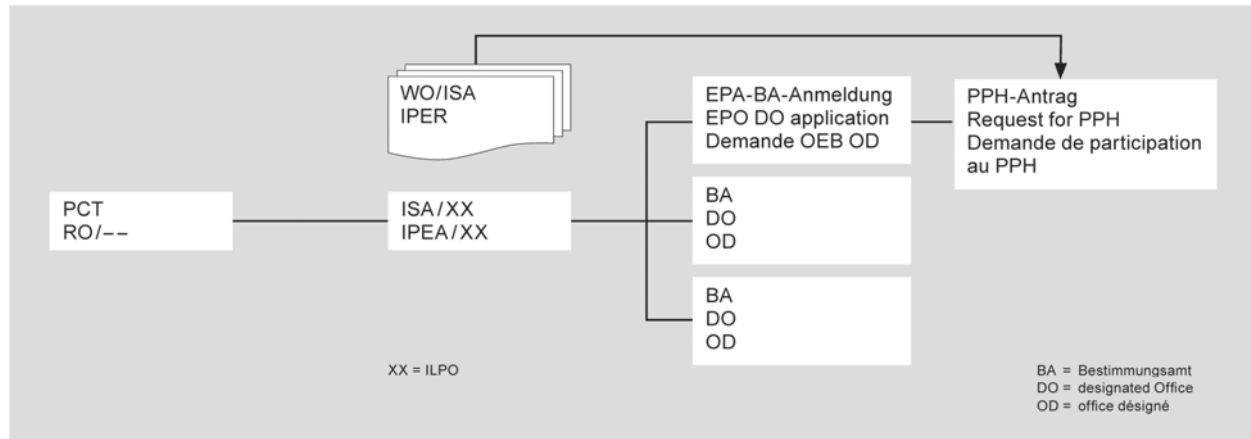 WO/ISA
IPER
EPA-BA-Anmeldung
EPO DO application
Demande OEB OD
PPH-Antrag
Request for PPH
Demande de participation
au PPH
PCT
RO/––
ISA/XX
IPEA/XX
BA
DO
OD
BA
DO
OD
XX = ILPO
BA = Bestimmungsamt
DO = designated Office
OD = office désigné